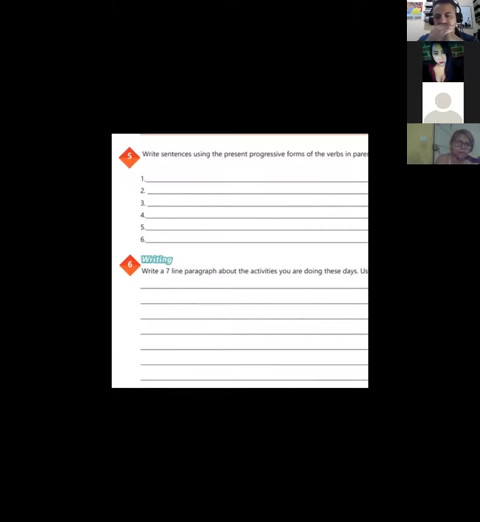 5 Write sentences using the present progressive forms of the verbs in paren
1.
2.
3.
4.
5.
6.
6 Writing
Write a 7 line paragraph about the activities you are doing these days. Us